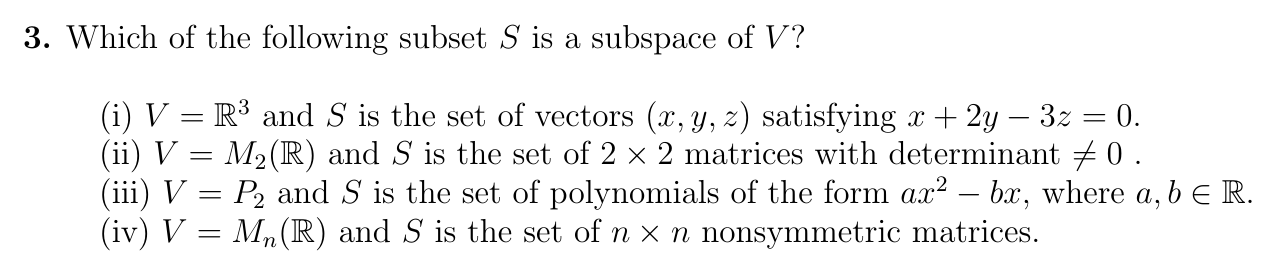 3. Which of the following subset S is a subspace of V?
(i) V = ℝ³ and S is the set of vectors (x, y, z) satisfying x + 2y − 3z = 0.
(ii) V = M₂(ℝ) and S is the set of 2 × 2 matrices with determinant ≠ 0 .
(iii) V = P₂ and S is the set of polynomials of the form ax² − bx, where a, b ∈ ℝ.
(iv) V = Mₙ(ℝ) and S is the set of n × n nonsymmetric matrices.